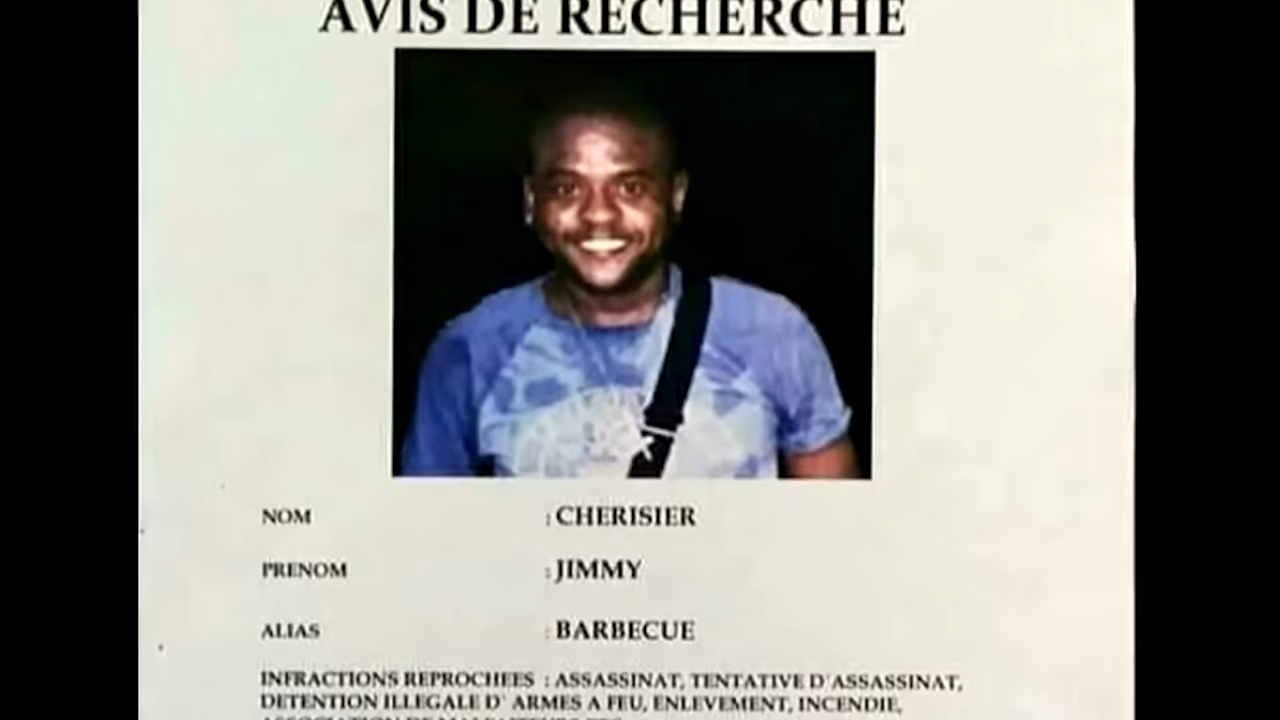 AVIS DE RECHERCHE
NOM : CHERISIER
PRENOM : JIMMY
ALIAS : BARBECUE
INFRACTIONS REPROCHEES : ASSASSINAT, TENTATIVE D'ASSASSINAT,
DETENTION ILLEGALE D' ARMES A FEU, ENLEVEMENT, INCENDIE,